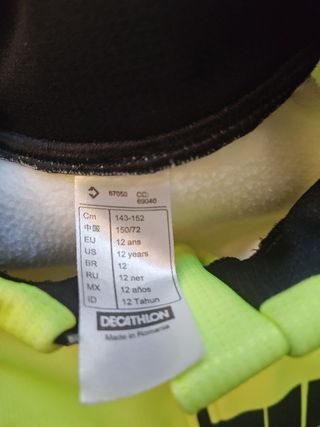 67050 CC:
69040
Cm 143-152
中国 150/72
EU 12 ans
US 12 years
BR 12
RU 12 лет
MX 12 años
ID 12 Tahun
DECATHLON
Made in Romania